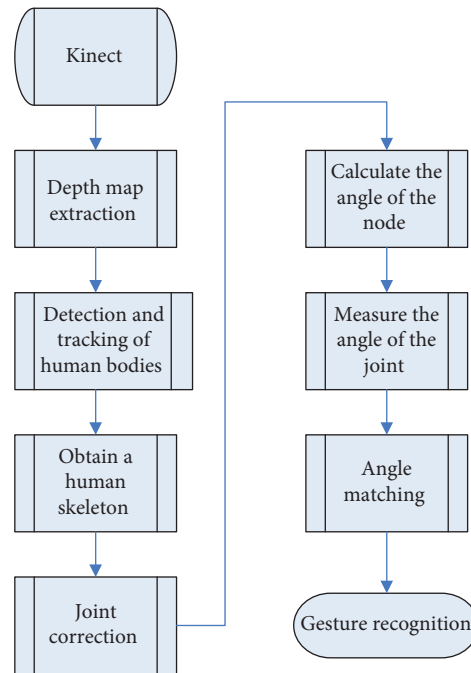 Kinect
Depth map
extraction
Detection and
tracking of
human bodies
Obtain a
human
skeleton
Joint
correction
Calculate the
angle of the
node
Measure the
angle of the
joint
Angle
matching
Gesture recognition